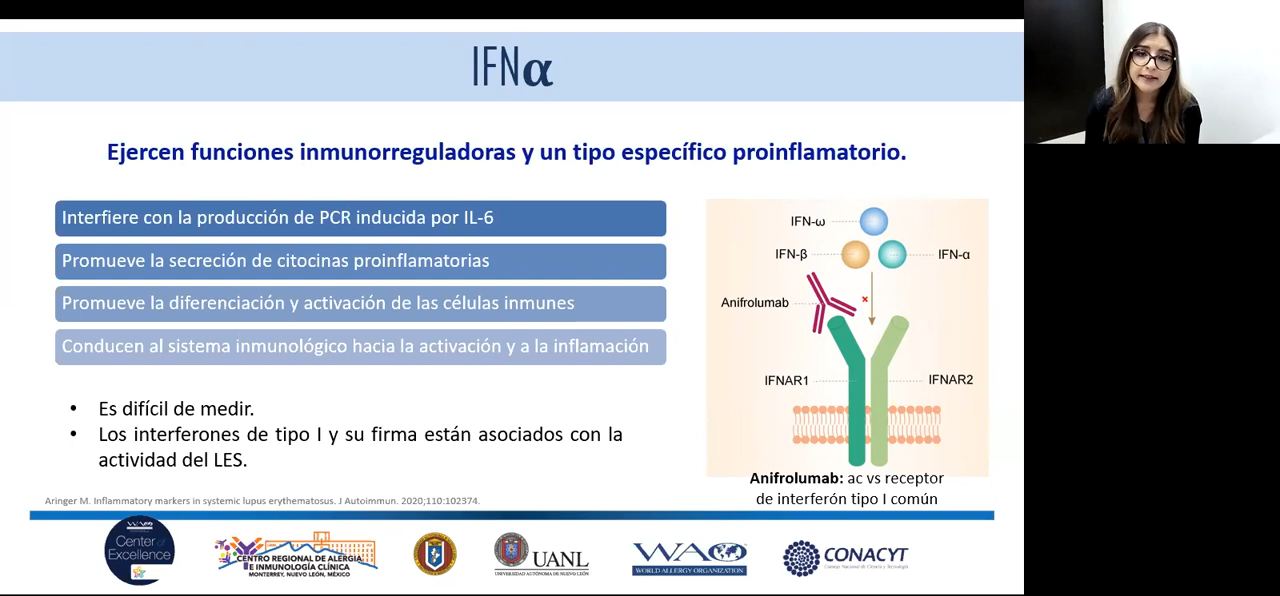 IFNα
Ejercen funciones inmunorreguladoras y un tipo específico proinflamatorio.
Interfiere con la producción de PCR inducida por IL-6
Promueve la secreción de citocinas proinflamatorias
Promueve la diferenciación y activación de las células inmunes
Conducen al sistema inmunológico hacia la activación y a la inflamación
• Es difícil de medir.
• Los interferones de tipo I y su firma están asociados con la
actividad del LES.
IFN-ω
IFN-β
IFN-α
Anifrolumab
x
IFNAR1
IFNAR2
Anifrolumab: ac vs receptor
de interferón tipo I común
Aringer M. Inflammatory markers in systemic lupus erythematosus. J Autoimmun. 2020;110:102374.
Center of
Excellence
CENTRO REGIONAL DE ALERGIA
E INMUNOLOGÍA CLÍNICA
MONTERREY, NUEVO LEÓN, MÉXICO
UANL
UNIVERSIDAD AUTÓNOMA DE NUEVO LEÓN
WAO
WORLD ALLERGY ORGANIZATION
CONACYT
Consejo Nacional de Ciencia y Tecnología